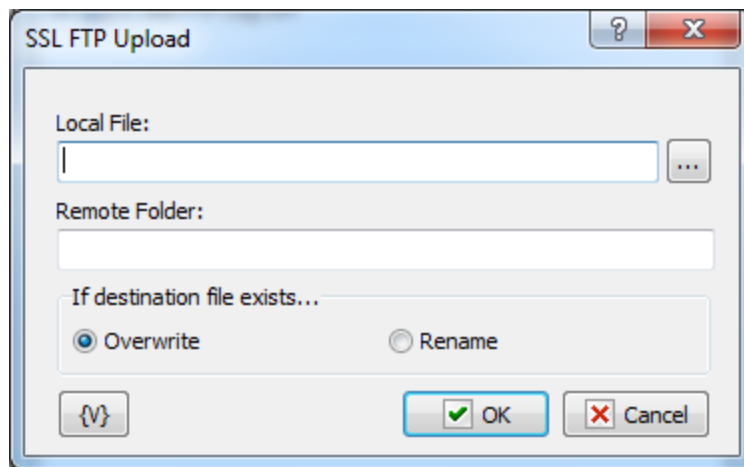 SSL FTP Upload
Local File:
...
Remote Folder:
If destination file exists...
Overwrite Rename
{V} OK Cancel